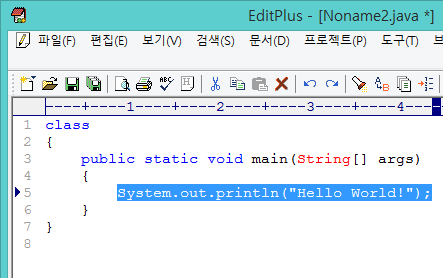 EditPlus - [Noname2.java *]
파일(F) 편집(E) 보기(V) 검색(S) 문서(D) 프로젝트(P) 도구(T)
----+----1----+----2----+----3----+----4----
1 class
2 {
3 public static void main(String[] args)
4 {
5 System.out.println("Hello World!");
6 }
7 }
8